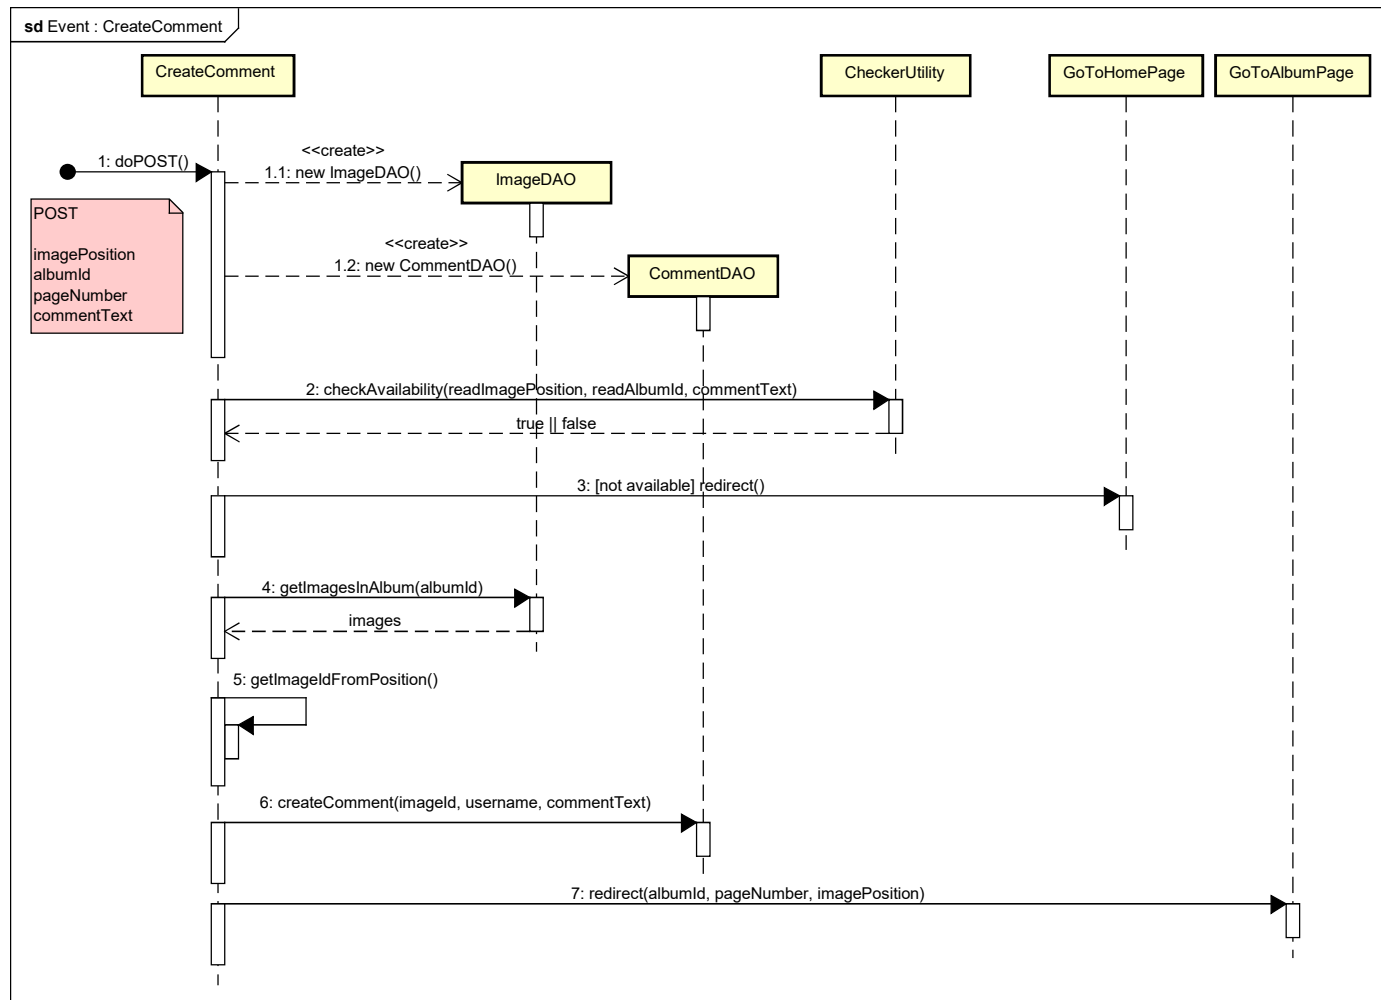 sd Event : CreateComment
CreateComment
CheckerUtility
GoToHomePage
GoToAlbumPage
1: doPOST()
<<create>>
1.1: new ImageDAO()
ImageDAO
POST
imagePosition
albumId
pageNumber
commentText
<<create>>
1.2: new CommentDAO()
CommentDAO
2: checkAvailability(readImagePosition, readAlbumId, commentText)
true || false
3: [not available] redirect()
4: getImagesInAlbum(albumId)
images
5: getImageIdFromPosition()
6: createComment(imageId, username, commentText)
7: redirect(albumId, pageNumber, imagePosition)